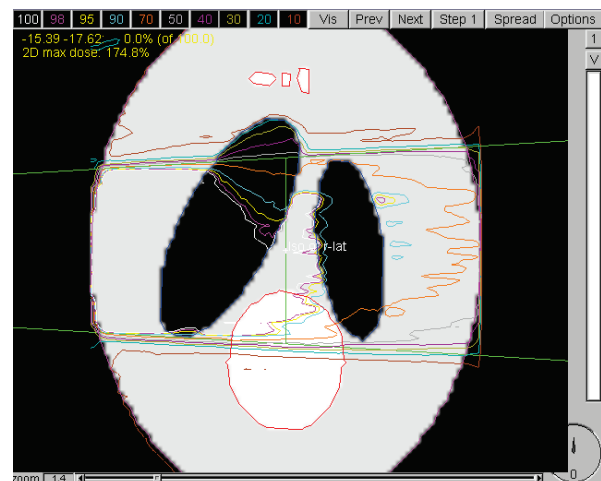 100 98 95 90 70 50 40 30 20 10 Vis Prev Next Step 1 Spread Options
-15.39 -17.62: 0.0% (of 100.0)
2D max dose: 174.8%
1
V
r-lat
0
zoom 1.4